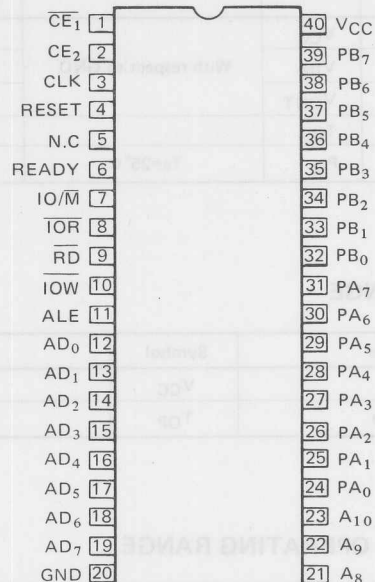 C̅E̅₁ 1
CE₂ 2
CLK 3
RESET 4
N.C 5
READY 6
IO/M̅ 7
I̅O̅R̅ 8
R̅D̅ 9
I̅O̅W̅ 10
ALE 11
AD₀ 12
AD₁ 13
AD₂ 14
AD₃ 15
AD₄ 16
AD₅ 17
AD₆ 18
AD₇ 19
GND 20
40 VCC
39 PB₇
38 PB₆
37 PB₅
36 PB₄
35 PB₃
34 PB₂
33 PB₁
32 PB₀
31 PA₇
30 PA₆
29 PA₅
28 PA₄
27 PA₃
26 PA₂
25 PA₁
24 PA₀
23 A₁₀
22 A₉
21 A₈